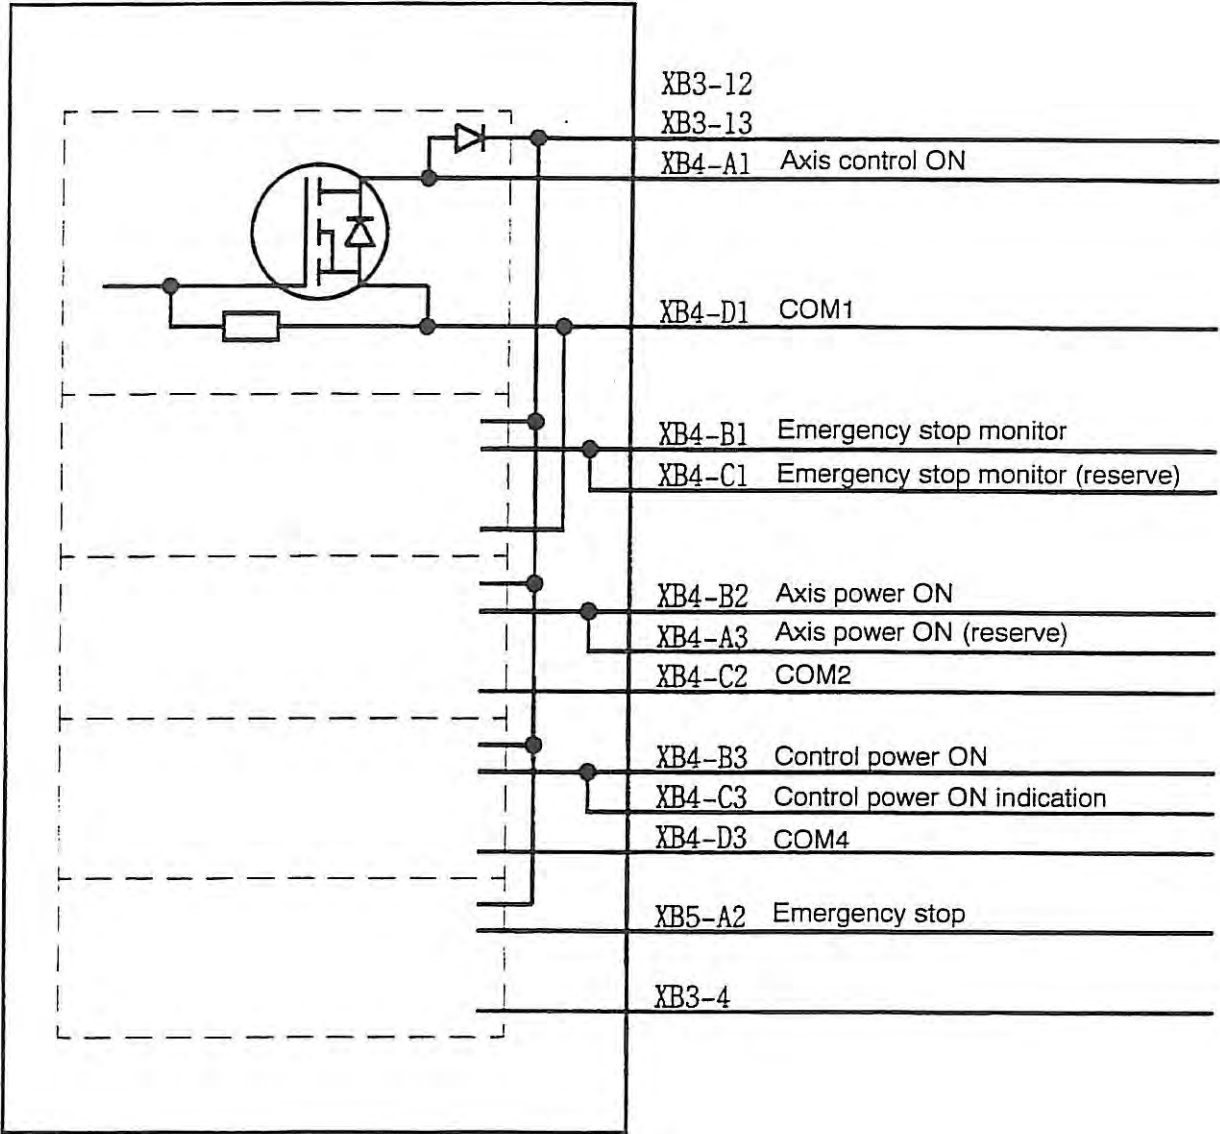 XB3-12
XB3-13
XB4-A1 Axis control ON
XB4-D1 COM1
XB4-B1 Emergency stop monitor
XB4-C1 Emergency stop monitor (reserve)
XB4-B2 Axis power ON
XB4-A3 Axis power ON (reserve)
XB4-C2 COM2
XB4-B3 Control power ON
XB4-C3 Control power ON indication
XB4-D3 COM4
XB5-A2 Emergency stop
XB3-4